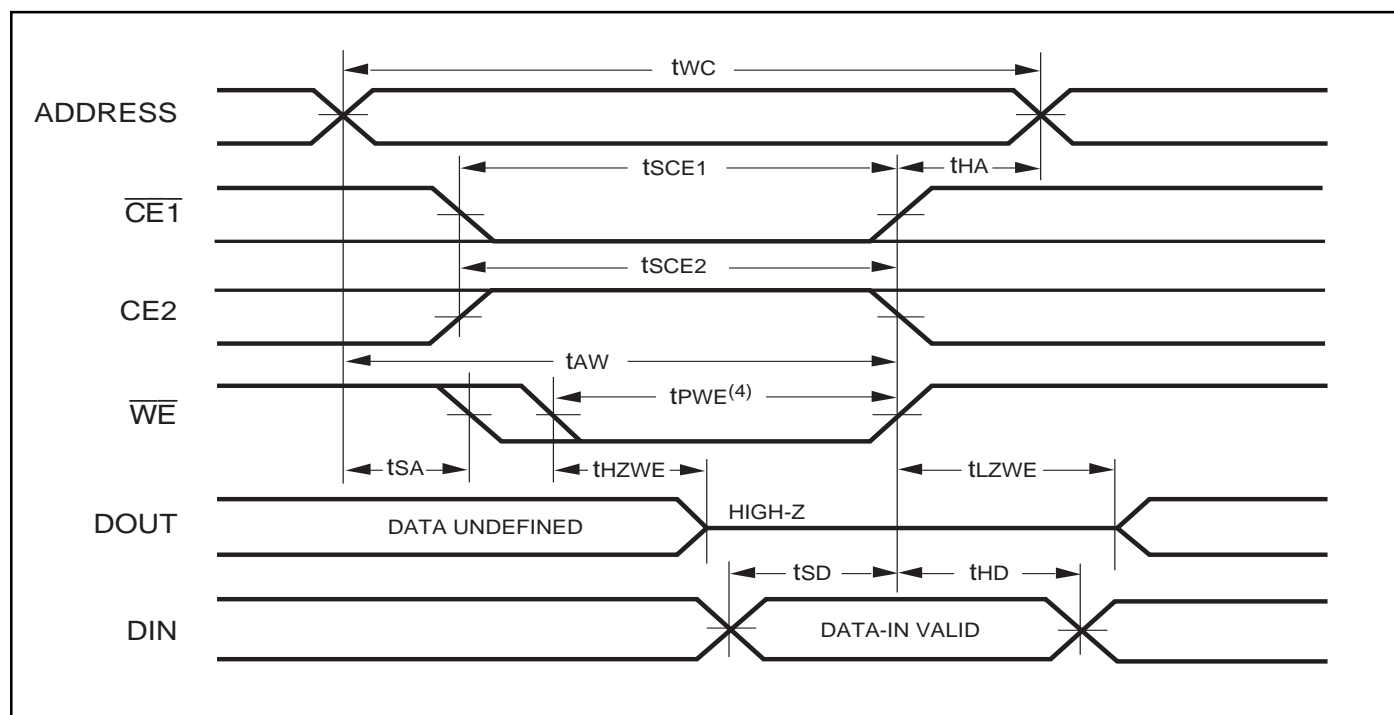 tWC
ADDRESS
tSCE1
tHA
CE1
tSCE2
CE2
tAW
tPWE(4)
WE
tSA
tHZWE
tLZWE
DOUT
DATA UNDEFINED
HIGH-Z
tSD
tHD
DIN
DATA-IN VALID